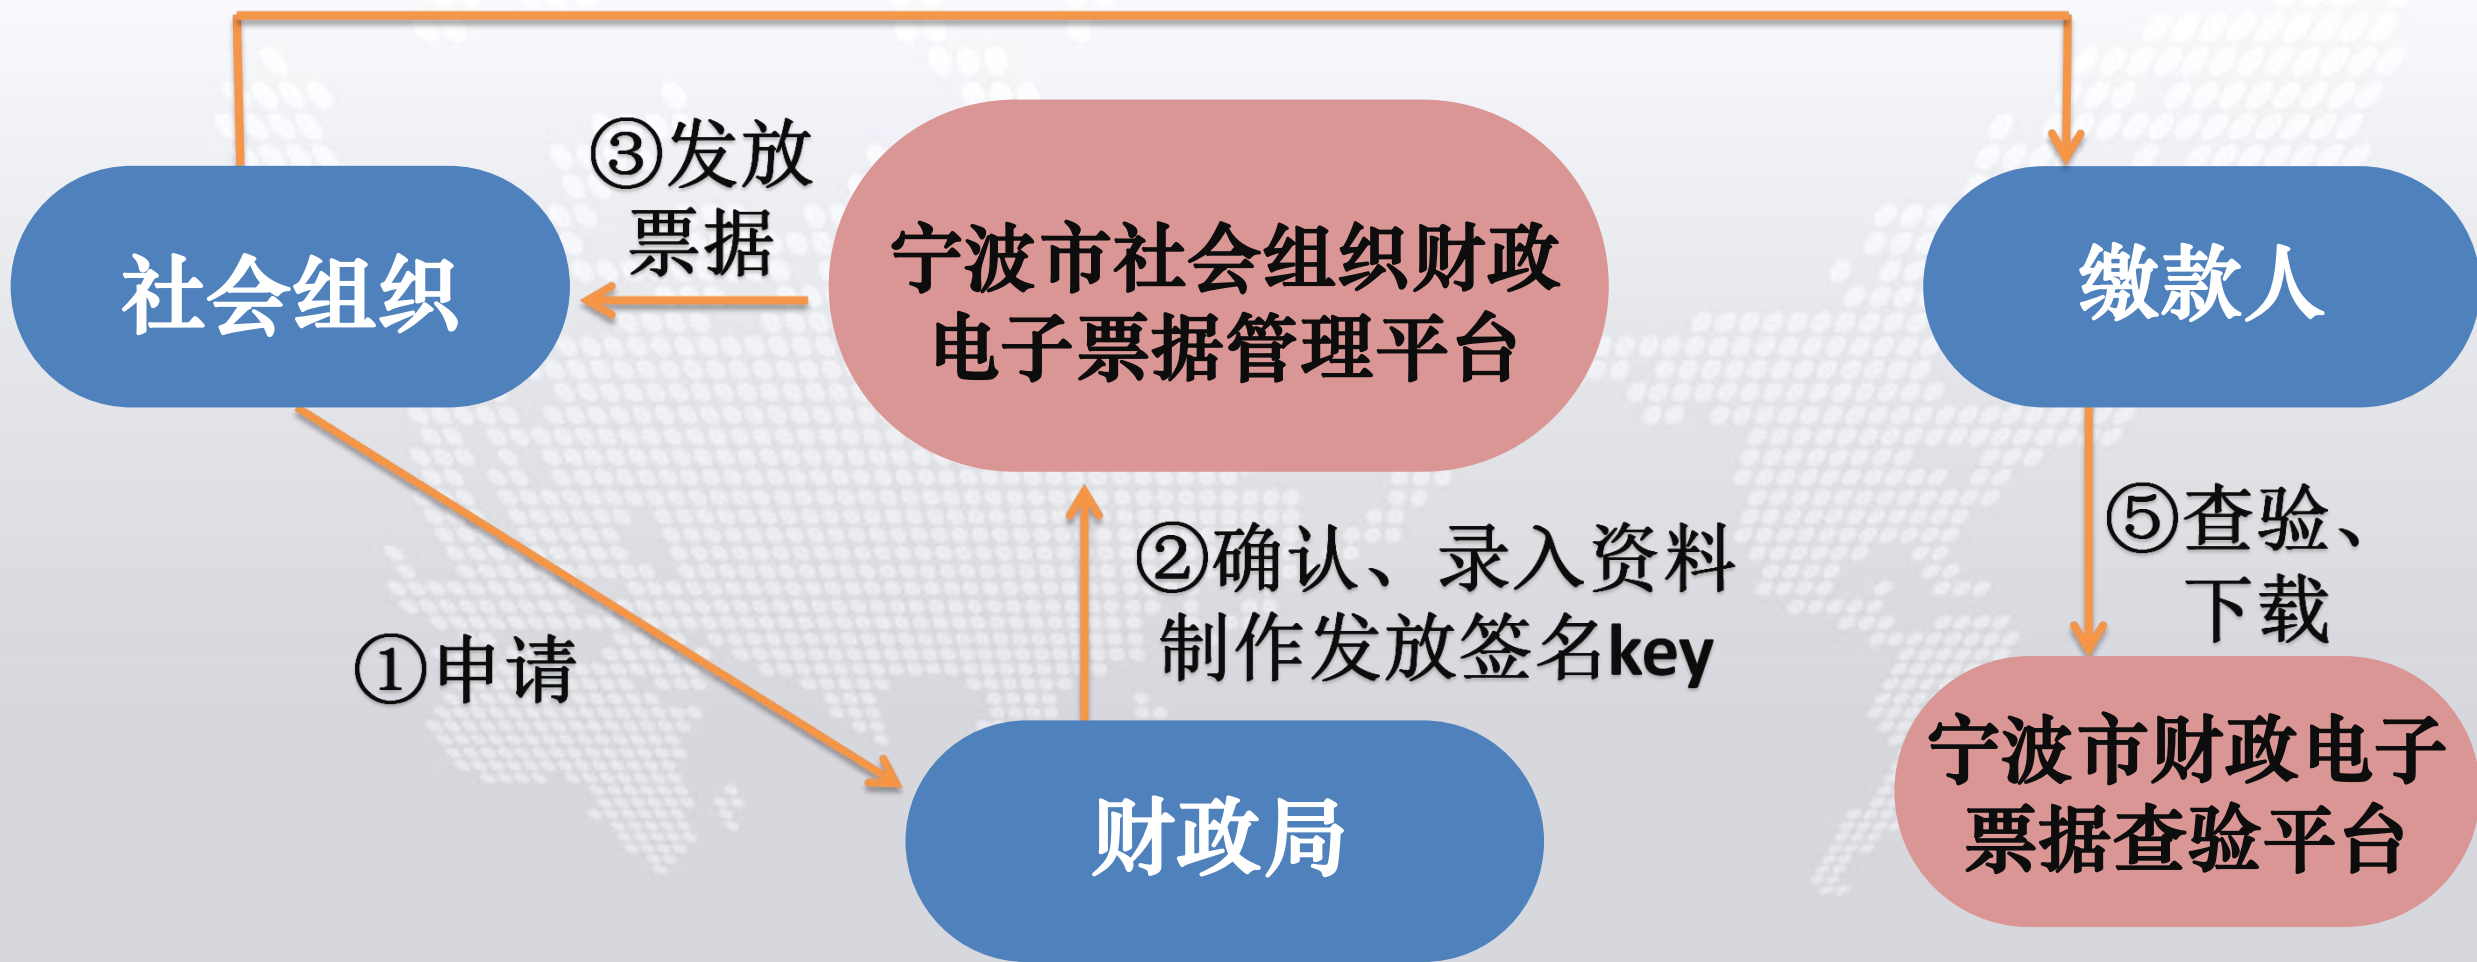 ③发放
票据
社会组织
宁波市社会组织财政
电子票据管理平台
缴款人
①申请
②确认、录入资料
制作发放签名key
⑤查验、
下载
财政局
宁波市财政电子
票据查验平台